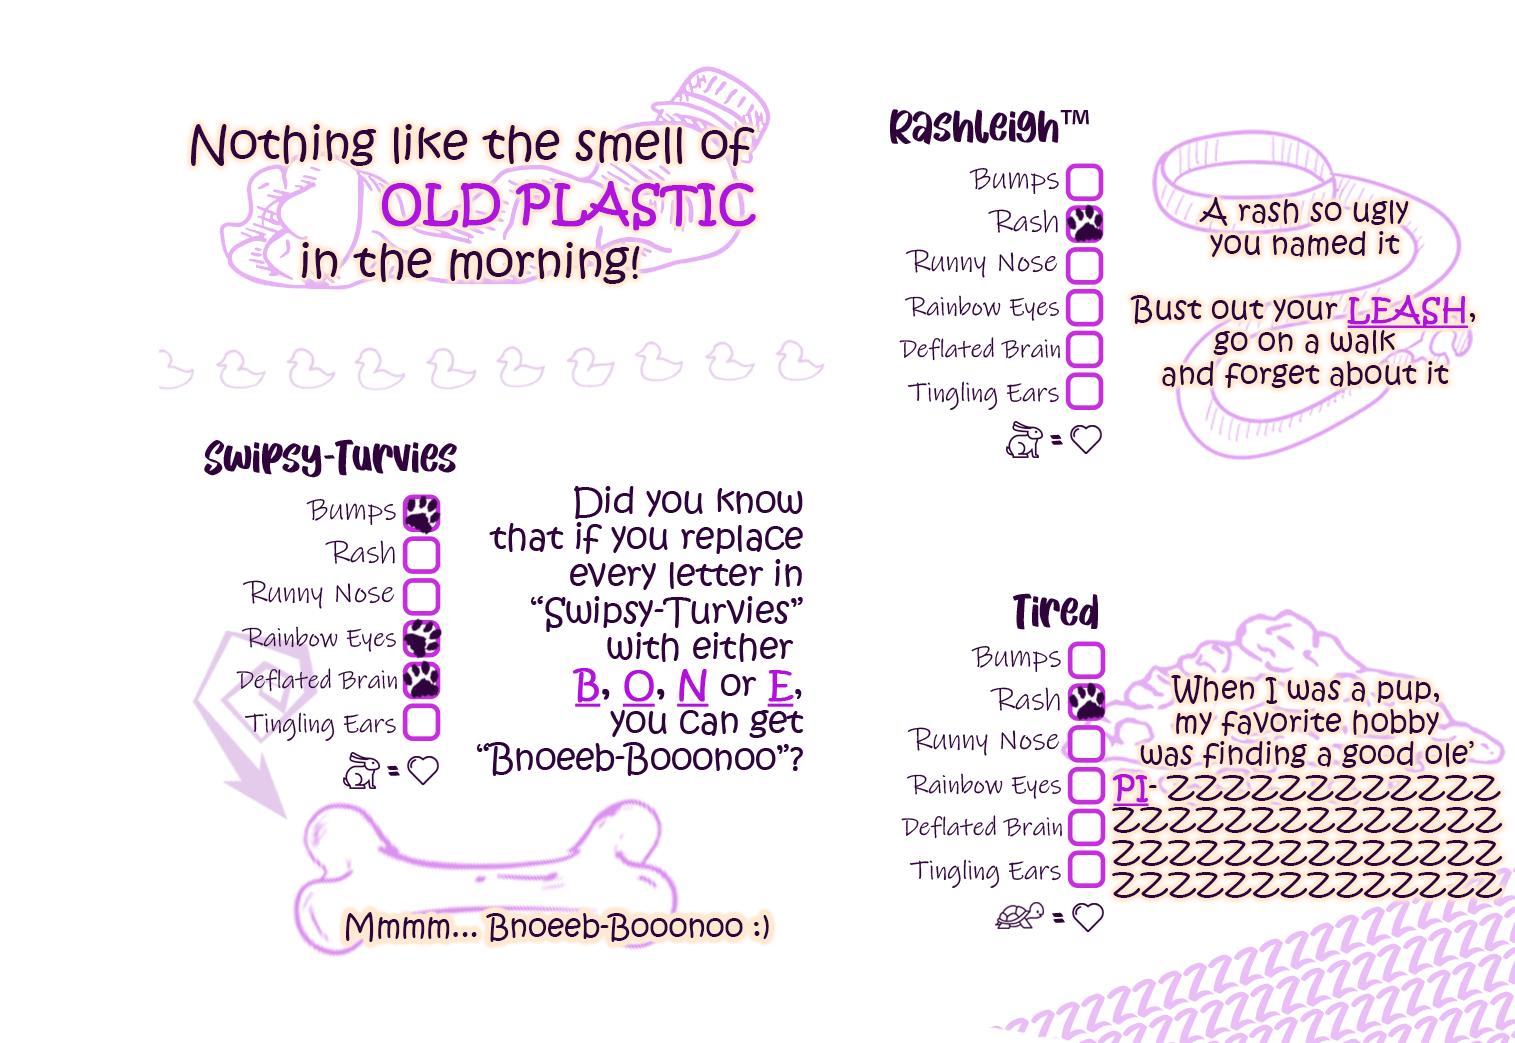 Nothing like the smell of
OLD PLASTIC
in the morning!
Swipsy-Turvies
Bumps
Rash
Runny Nose
Rainbow Eyes
Deflated Brain
Tingling Ears
=
Did you know
that if you replace
every letter in
“Swipsy-Turvies”
with either
B, O, N or E,
you can get
“Bnoeeb-Booonoo”?
Mmmm... Bnoeeb-Booonoo :)
Rashleigh™
Bumps
Rash
Runny Nose
Rainbow Eyes
Deflated Brain
Tingling Ears
=
A rash so ugly
you named it
Bust out your LEASH,
go on a walk
and forget about it
Tired
Bumps
Rash
Runny Nose
Rainbow Eyes
Deflated Brain
Tingling Ears
=
When I was a pup,
my favorite hobby
was finding a good ole’
PI- ZZZZZZZZZZZZ
ZZZZZZZZZZZZZZ
ZZZZZZZZZZZZZZ
ZZZZZZZZZZZZZZ